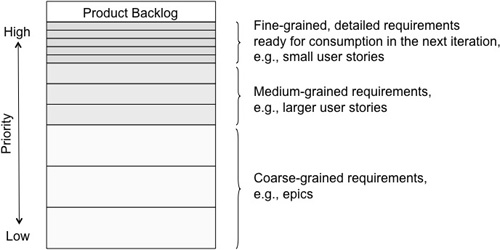 Product Backlog
High
Fine-grained, detailed requirements
ready for consumption in the next iteration,
e.g., small user stories
Medium-grained requirements,
e.g., larger user stories
Priority
Coarse-grained requirements,
e.g., epics
Low